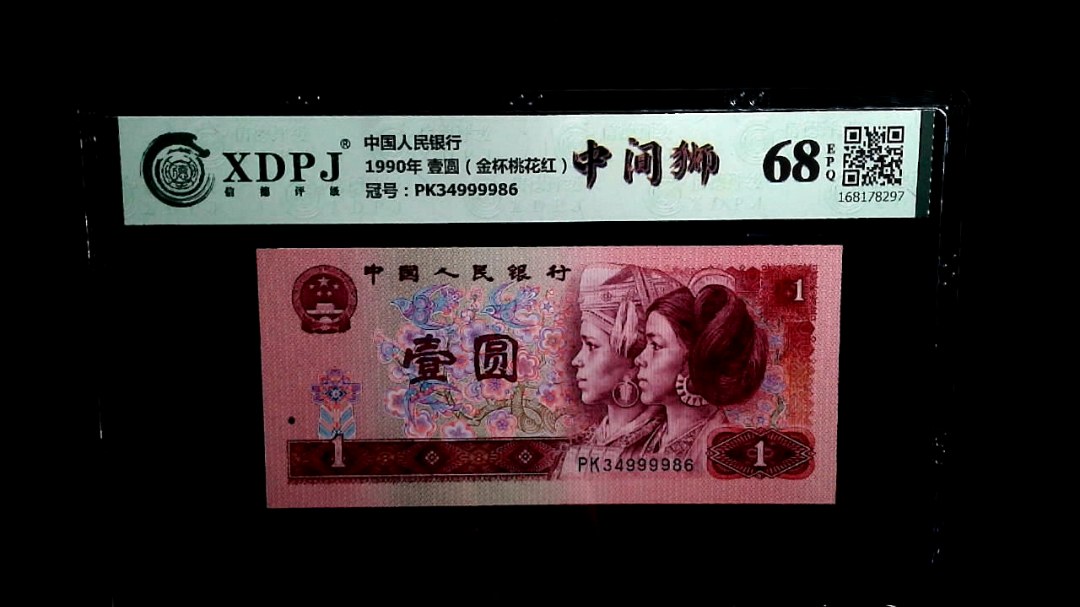 XDPJ®
信德评级
中国人民银行
1990年 壹圆（金杯桃花红）
冠号：PK34999986
中间狮
68 EPQ
168178297
中国人民银行
1
壹圆
1
PK34999986
1